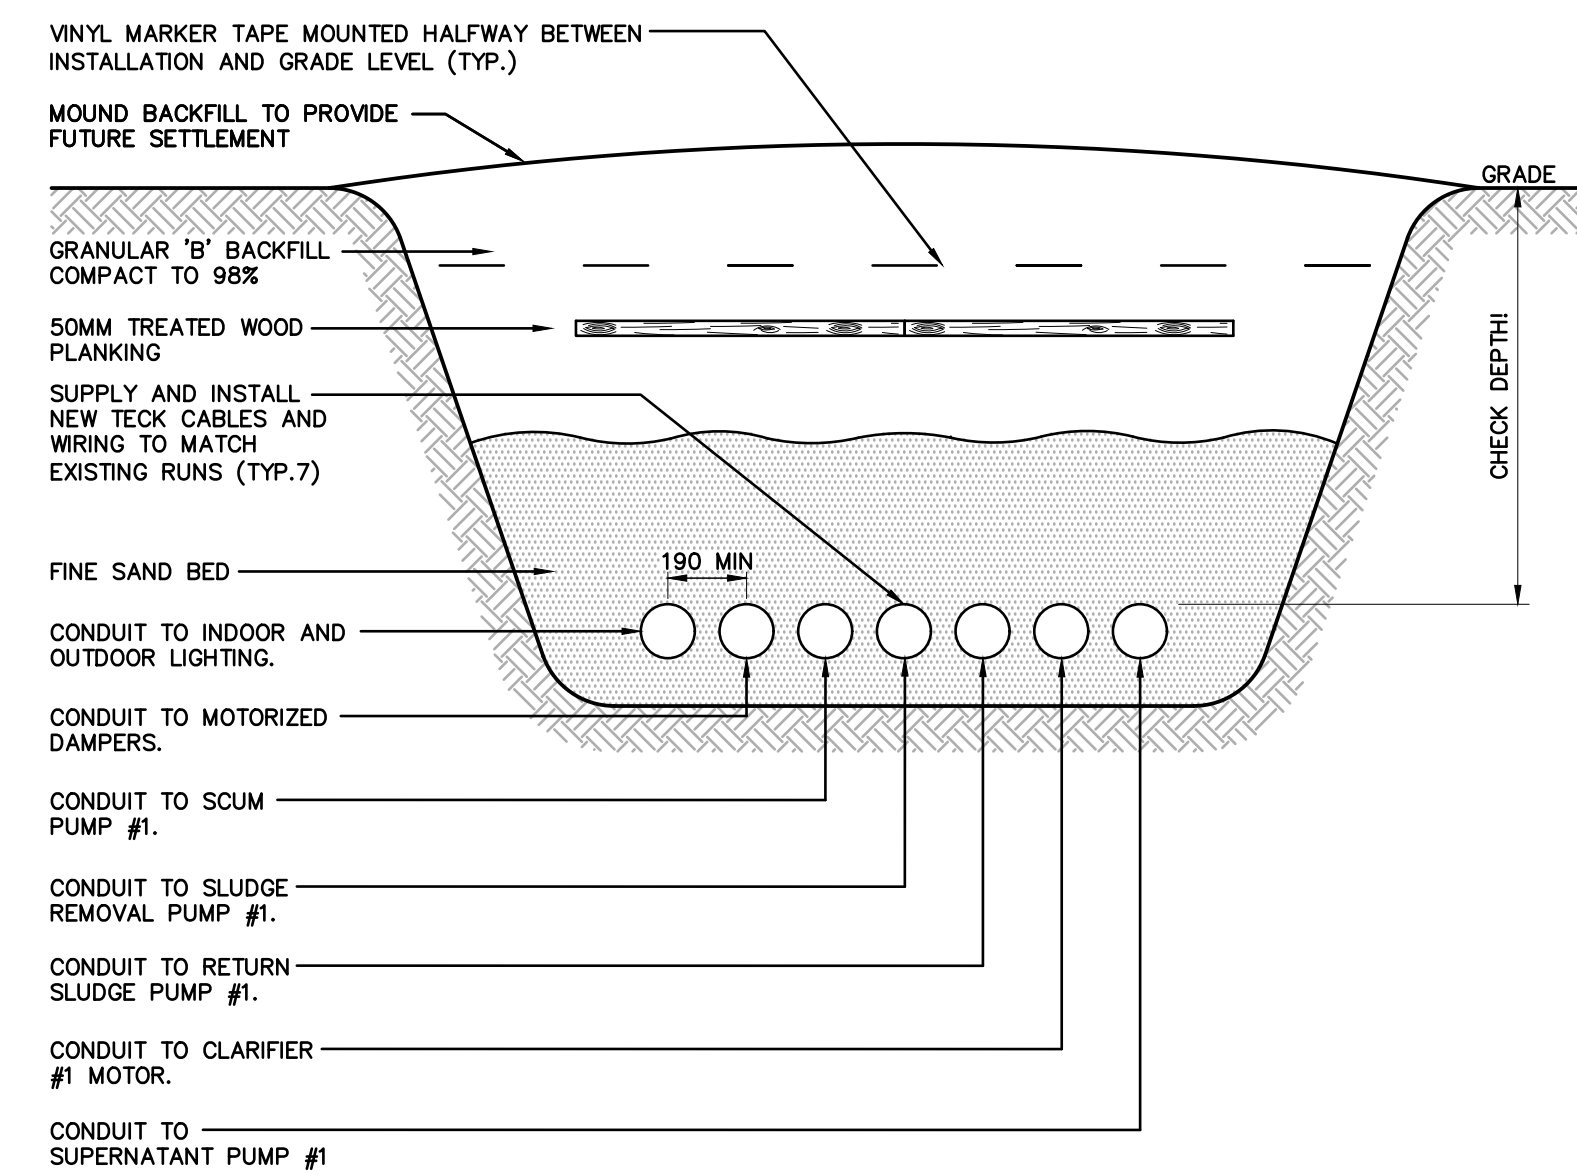 VINYL MARKER TAPE MOUNTED HALFWAY BETWEEN
INSTALLATION AND GRADE LEVEL (TYP.)
MOUND BACKFILL TO PROVIDE
FUTURE SETTLEMENT
GRADE
GRANULAR 'B' BACKFILL
COMPACT TO 98%
50MM TREATED WOOD
PLANKING
CHECK DEPTH!
SUPPLY AND INSTALL
NEW TECK CABLES AND
WIRING TO MATCH
EXISTING RUNS (TYP.7)
190 MIN
FINE SAND BED
CONDUIT TO INDOOR AND
OUTDOOR LIGHTING.
CONDUIT TO MOTORIZED
DAMPERS.
CONDUIT TO SCUM
PUMP #1.
CONDUIT TO SLUDGE
REMOVAL PUMP #1.
CONDUIT TO RETURN
SLUDGE PUMP #1.
CONDUIT TO CLARIFIER
#1 MOTOR.
CONDUIT TO
SUPERNATANT PUMP #1